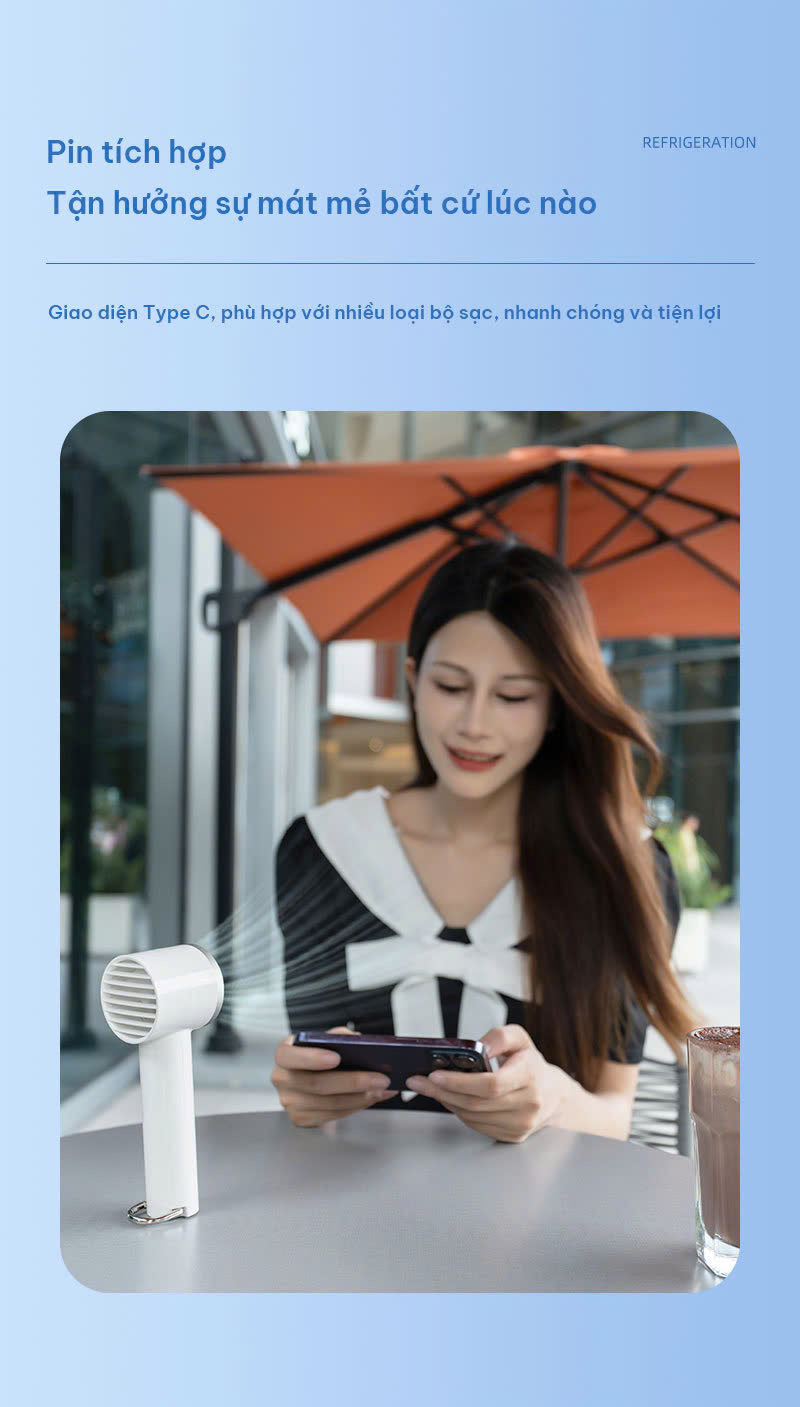 Pin tích hợp
REFRIGERATION
Tận hưởng sự mát mẻ bất cứ lúc nào
Giao diện Type C, phù hợp với nhiều loại bộ sạc, nhanh chóng và tiện lợi